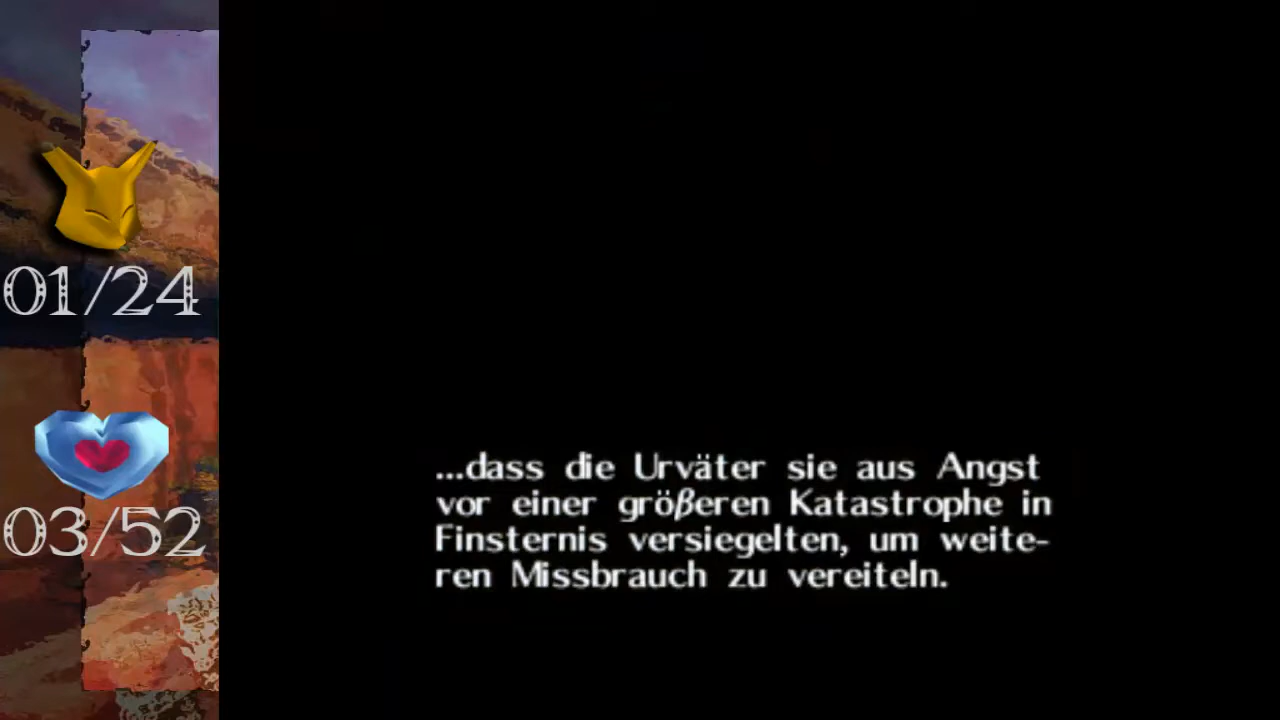 01/24
03/52
...dass die Urväter sie aus Angst
vor einer größeren Katastrophe in
Finsternis versiegelten, um weite-
ren Missbrauch zu vereiteln.